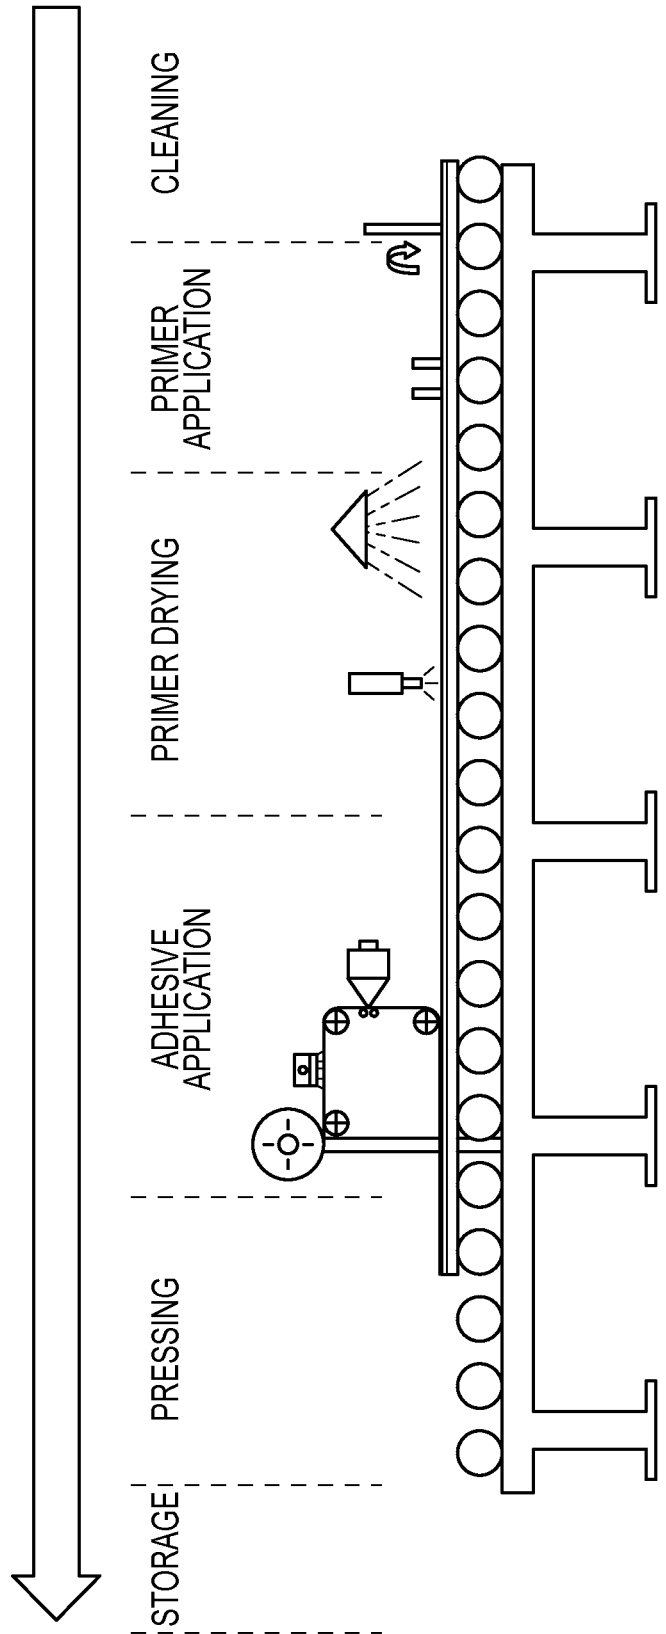 CLEANING
PRIMER
APPLICATION
PRIMER DRYING
ADHESIVE
APPLICATION
PRESSING
STORAGE